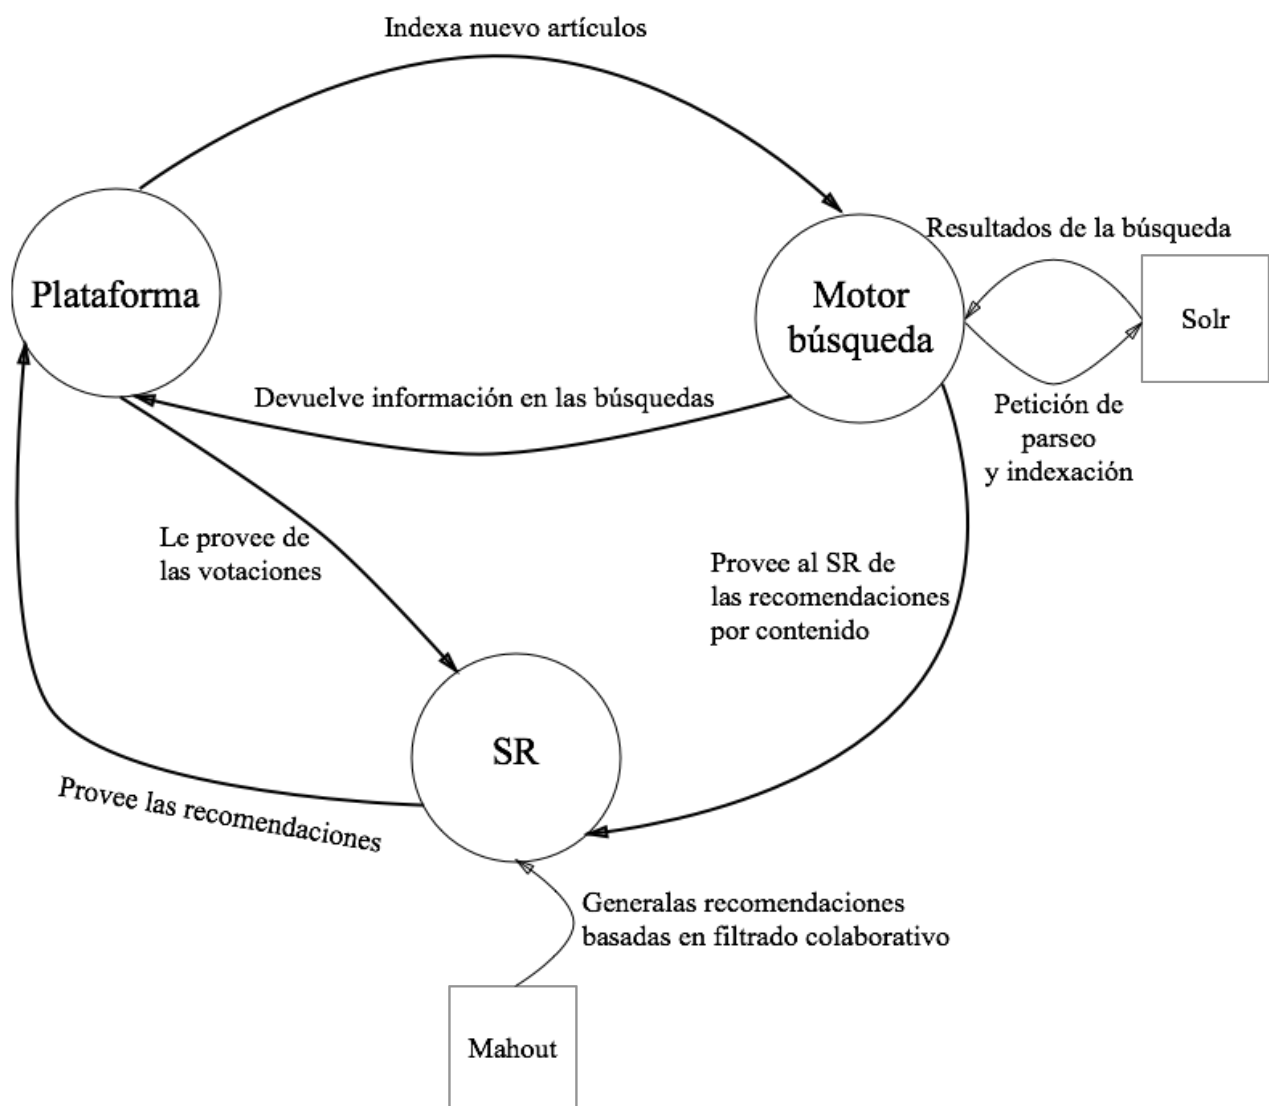 Indexa nuevo artículos
Resultados de la búsqueda
Plataforma
Motor
búsqueda
Solr
Devuelve información en las búsquedas
Petición de
parseo
y indexación
Le provee de
las votaciones
Provee al SR de
las recomendaciones
por contenido
SR
Provee las recomendaciones
Generalas recomendaciones
basadas en filtrado colaborativo
Mahout